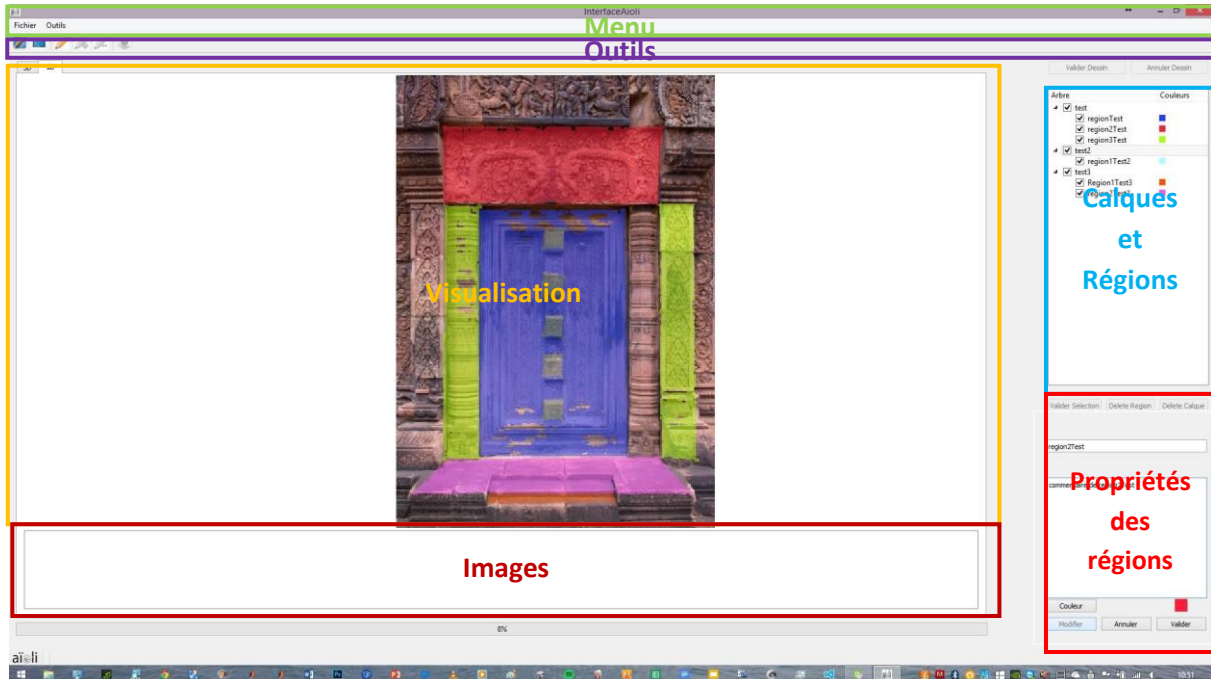 InterfaceAioli
Fichier Outils
Menu
Outils
Valider Dessin Annuler Dessin
Arbre Couleurs
test
regionTest
region2Test
region3Test
test2
region1Test2
test3
Region1Test3
Calques
et
Régions
Visualisation
Valider Selection Delete Region Delete Calque
region2Test
Propriétés
des
régions
Images
Couleur
Modifier Annuler Valider
0%
aïoli
10:51